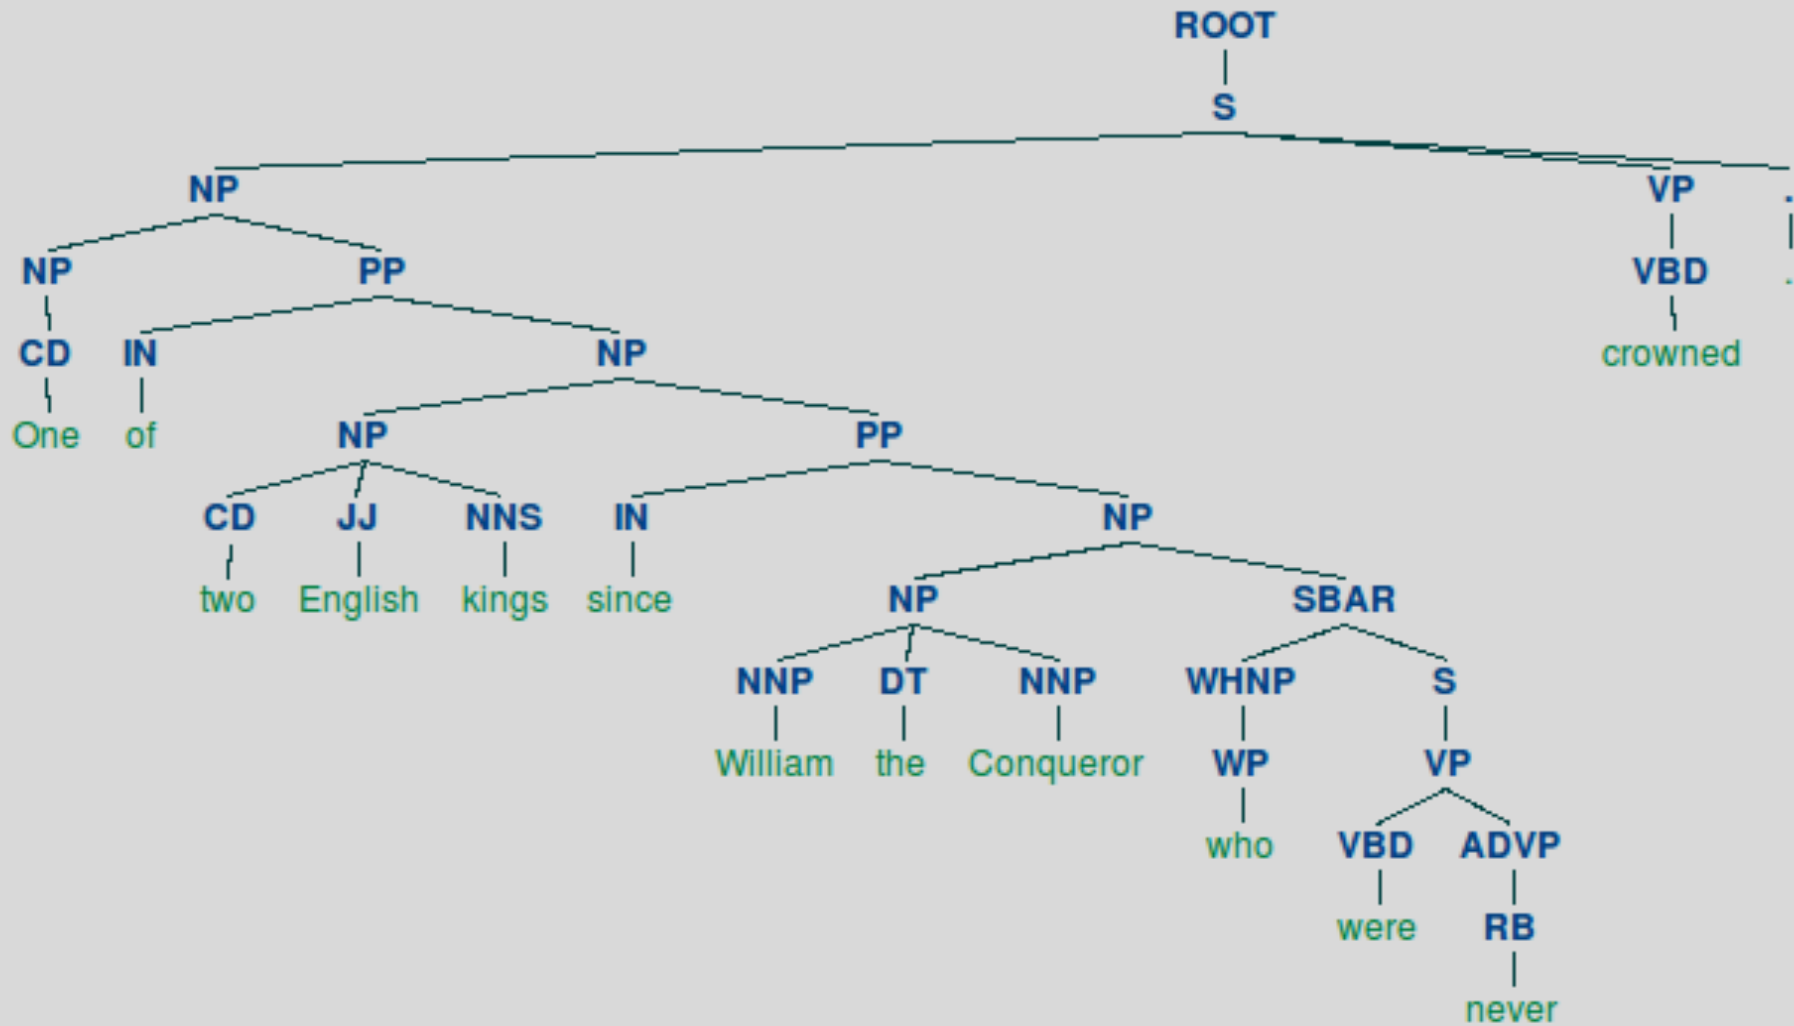 ROOT
S
NP VP .
NP PP VBD .
CD IN NP crowned
One of NP PP
CD JJ NNS IN NP
two English kings since NP SBAR
NNP DT NNP WHNP S
William the Conqueror WP VP
who VBD ADVP
were RB
never